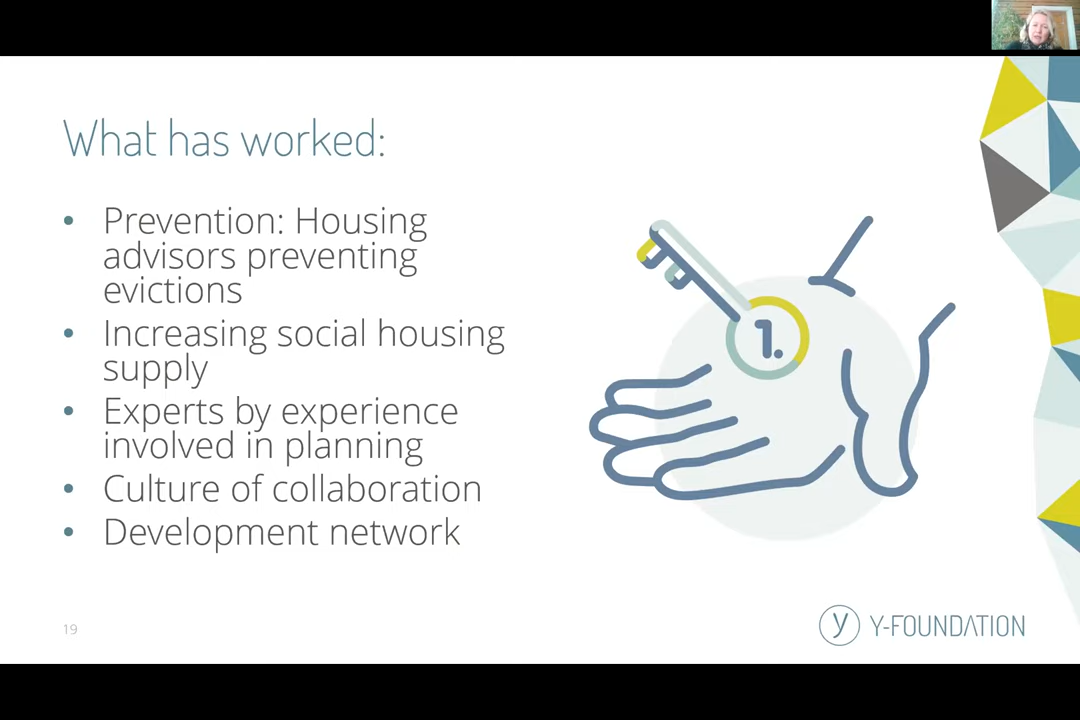 What has worked:
• Prevention: Housing
advisors preventing
evictions
• Increasing social housing
supply
• Experts by experience
involved in planning
• Culture of collaboration
• Development network
1.
19
y Y-FOUNDATION